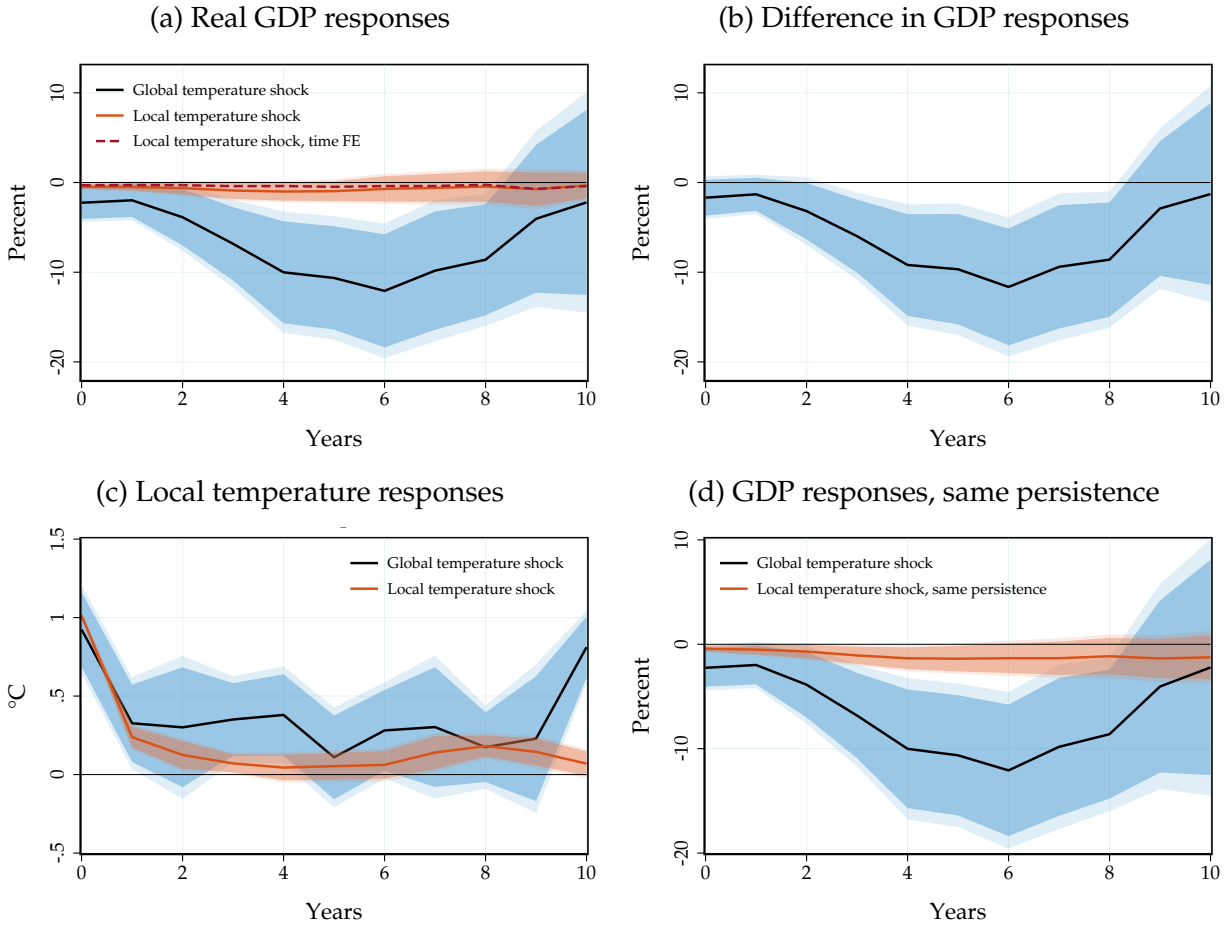 (a) Real GDP responses
Percent
10
0
-10
-20
Global temperature shock
Local temperature shock
Local temperature shock, time FE
0 2 4 6 8 10
Years
(b) Difference in GDP responses
Percent
10
0
-10
-20
0 2 4 6 8 10
Years
(c) Local temperature responses
°C
1.5
1
.5
0
-.5
Global temperature shock
Local temperature shock
0 2 4 6 8 10
Years
(d) GDP responses, same persistence
Percent
10
0
-10
-20
Global temperature shock
Local temperature shock, same persistence
0 2 4 6 8 10
Years